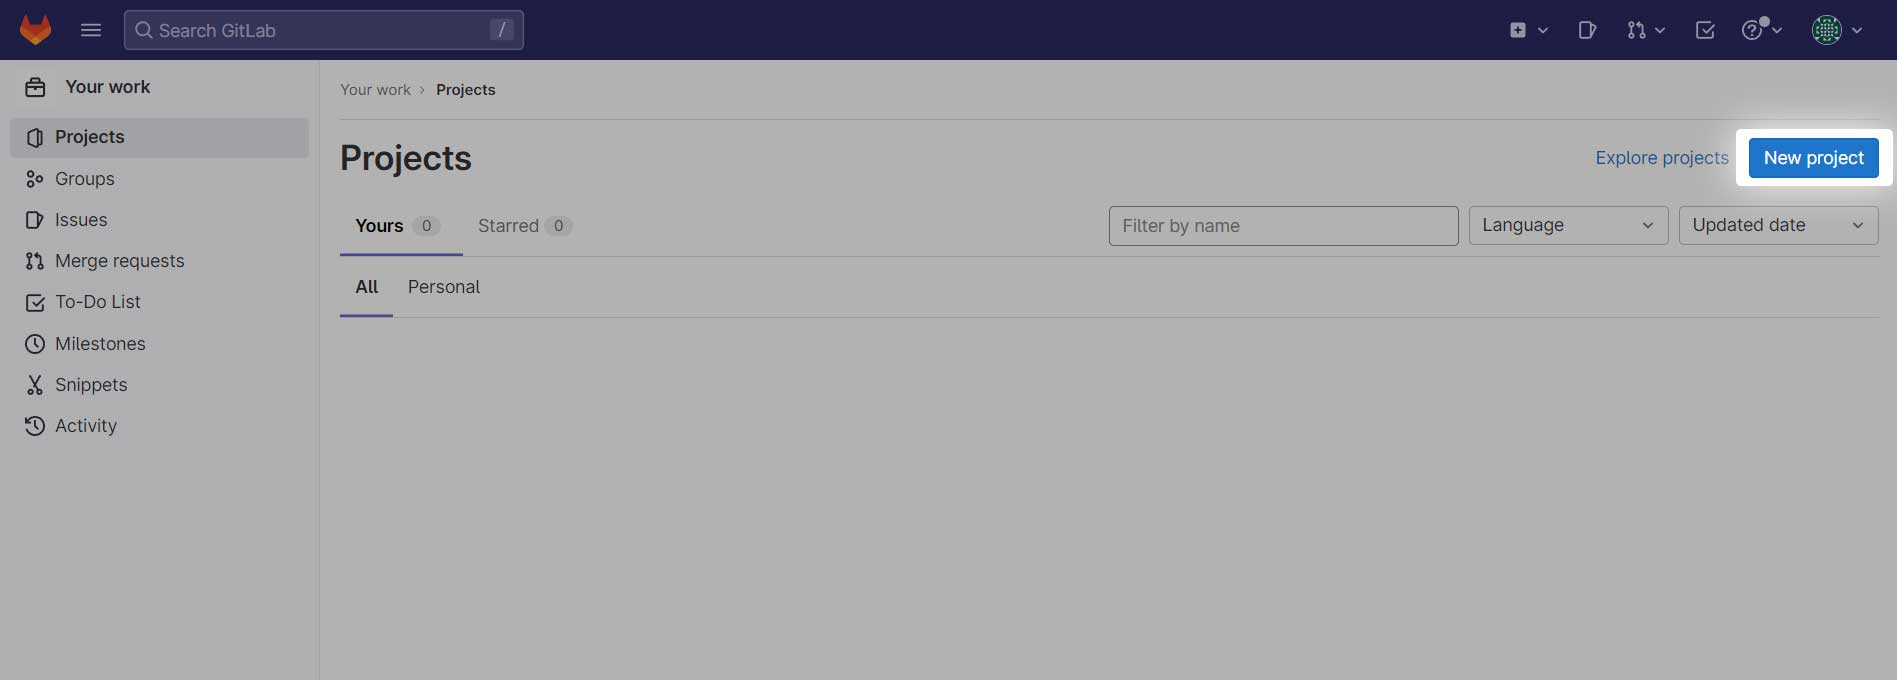 Search GitLab /
Your work
Projects
Groups
Issues
Merge requests
To-Do List
Milestones
Snippets
Activity
Your work › Projects
Projects
Explore projects New project
Yours 0 Starred 0
Filter by name Language Updated date
All Personal